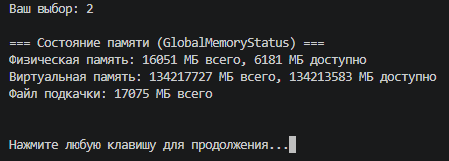 Ваш выбор: 2
=== Состояние памяти (GlobalMemoryStatus) ===
Физическая память: 16051 МБ всего, 6181 МБ доступно
Виртуальная память: 134217727 МБ всего, 134213583 МБ доступно
Файл подкачки: 17075 МБ всего
Нажмите любую клавишу для продолжения...